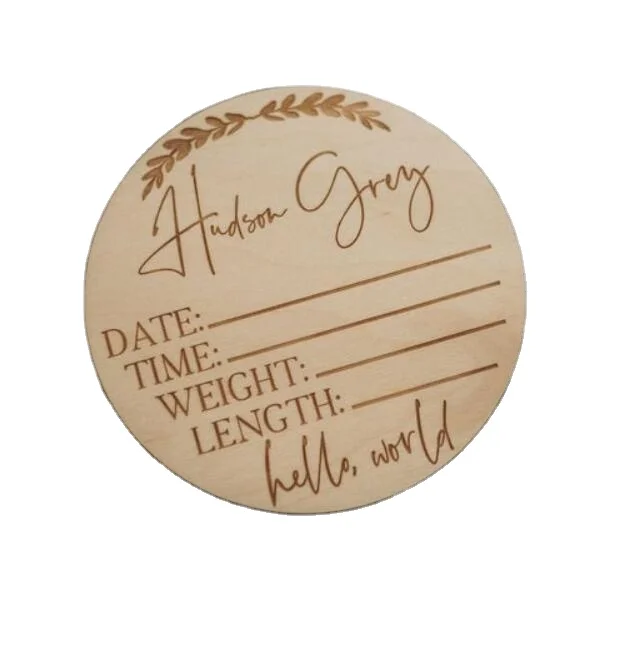 Hudson Grey
DATE:
TIME:
WEIGHT:
LENGTH:
hello, world